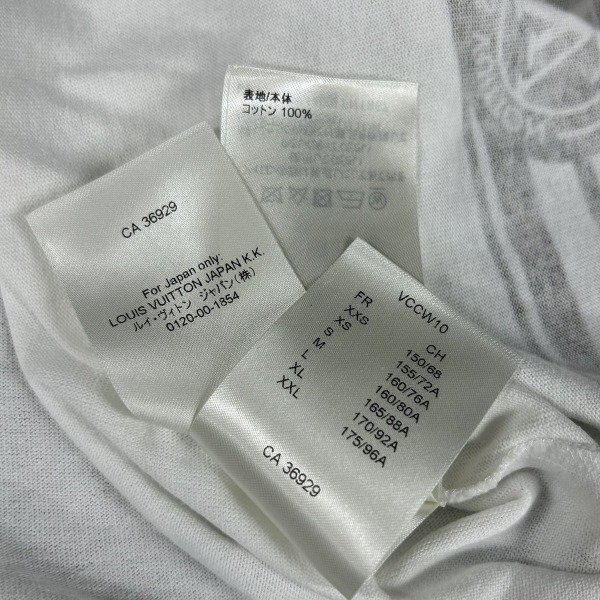 表地/本体
コットン 100%
CA 36929
For Japan only:
LOUIS VUITTON JAPAN K.K.
ルイ・ヴィトン ジャパン(株)
0120-00-1854
VCCW10
FR CH
XXS 150/68
XS 155/72A
S 160/76A
M 160/80A
L 165/88A
XL 170/92A
XXL 175/96A
CA 36929